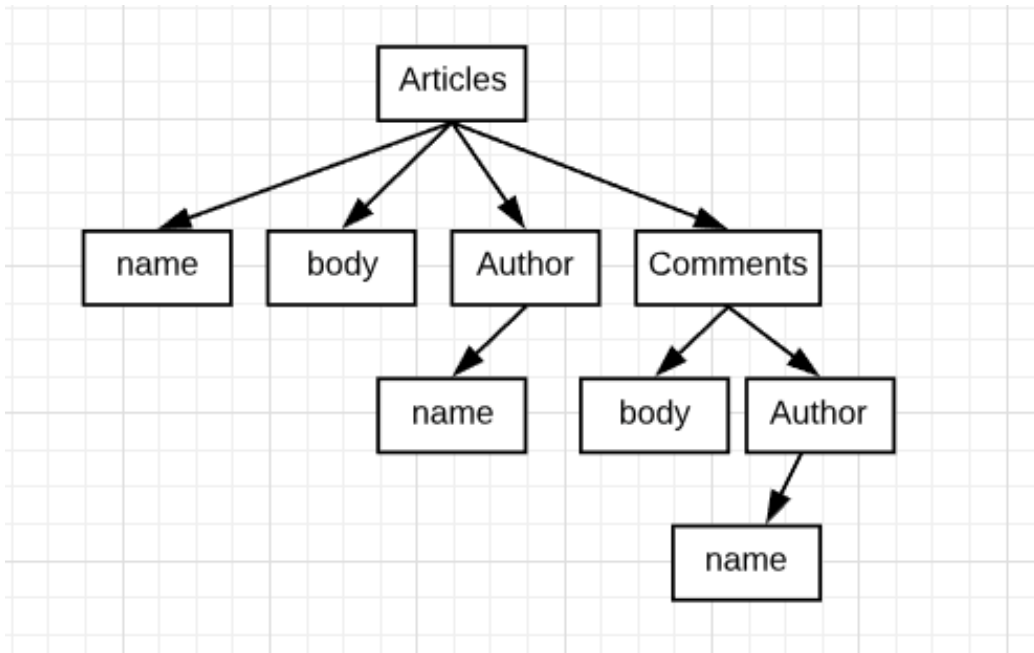 Articles
name
body
Author
Comments
name
body
Author
name